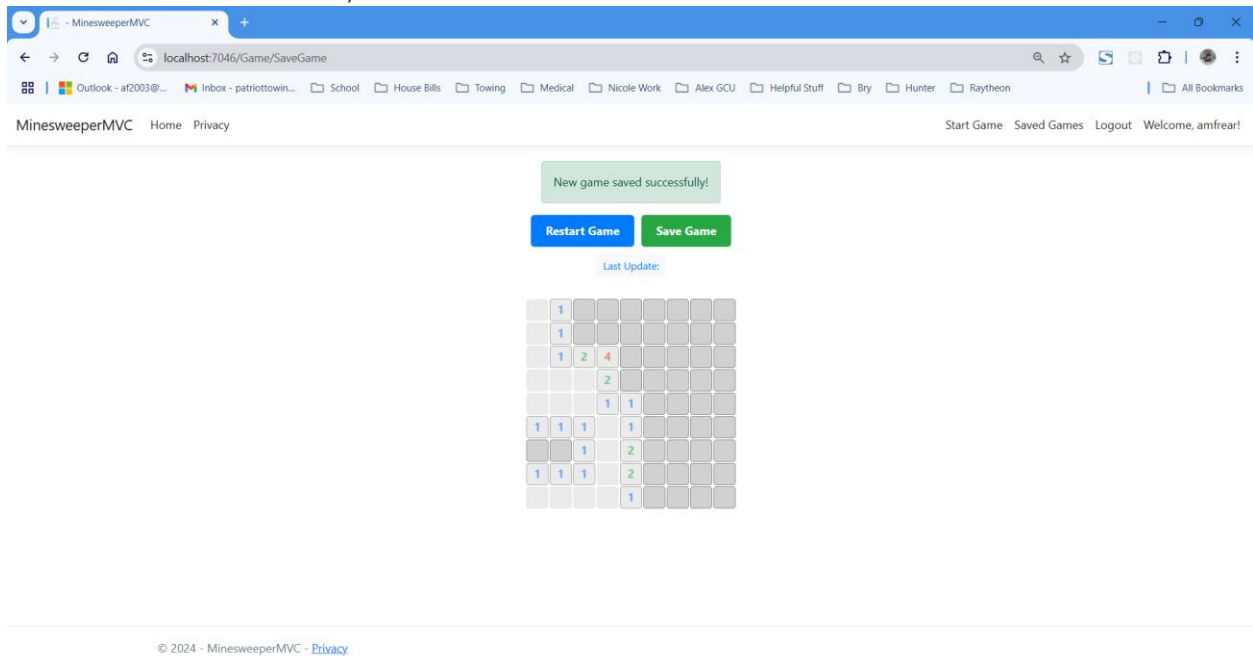 - MinesweeperMVC
localhost:7046/Game/SaveGame
Outlook - af2003@... Inbox - patriottowin... School House Bills Towing Medical Nicole Work Alex GCU Helpful Stuff Bry Hunter Raytheon All Bookmarks
MinesweeperMVC Home Privacy Start Game Saved Games Logout Welcome, amfrear!
New game saved successfully!
Restart Game Save Game
Last Update:
1
1
1 2 4
2
1 1
1 1 1 1
1 2
1 1 1 2
1
© 2024 - MinesweeperMVC - Privacy